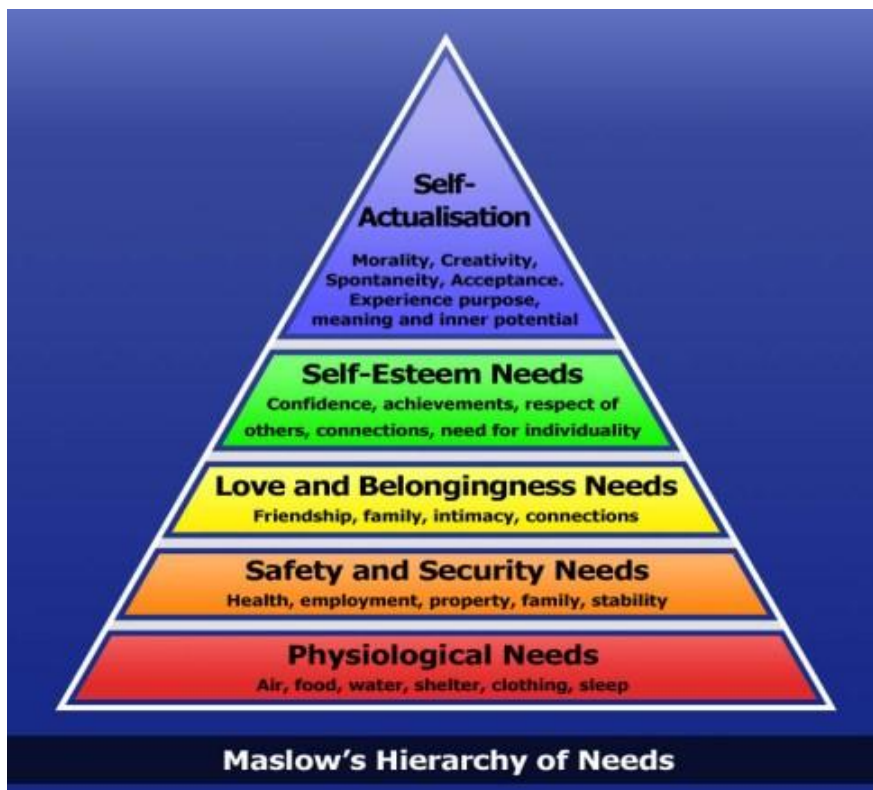 Self-
Actualisation
Morality, Creativity,
Spontaneity, Acceptance.
Experience purpose,
meaning and inner potential
Self-Esteem Needs
Confidence, achievements, respect of
others, connections, need for individuality
Love and Belongingness Needs
Friendship, family, intimacy, connections
Safety and Security Needs
Health, employment, property, family, stability
Physiological Needs
Air, food, water, shelter, clothing, sleep
Maslow's Hierarchy of Needs